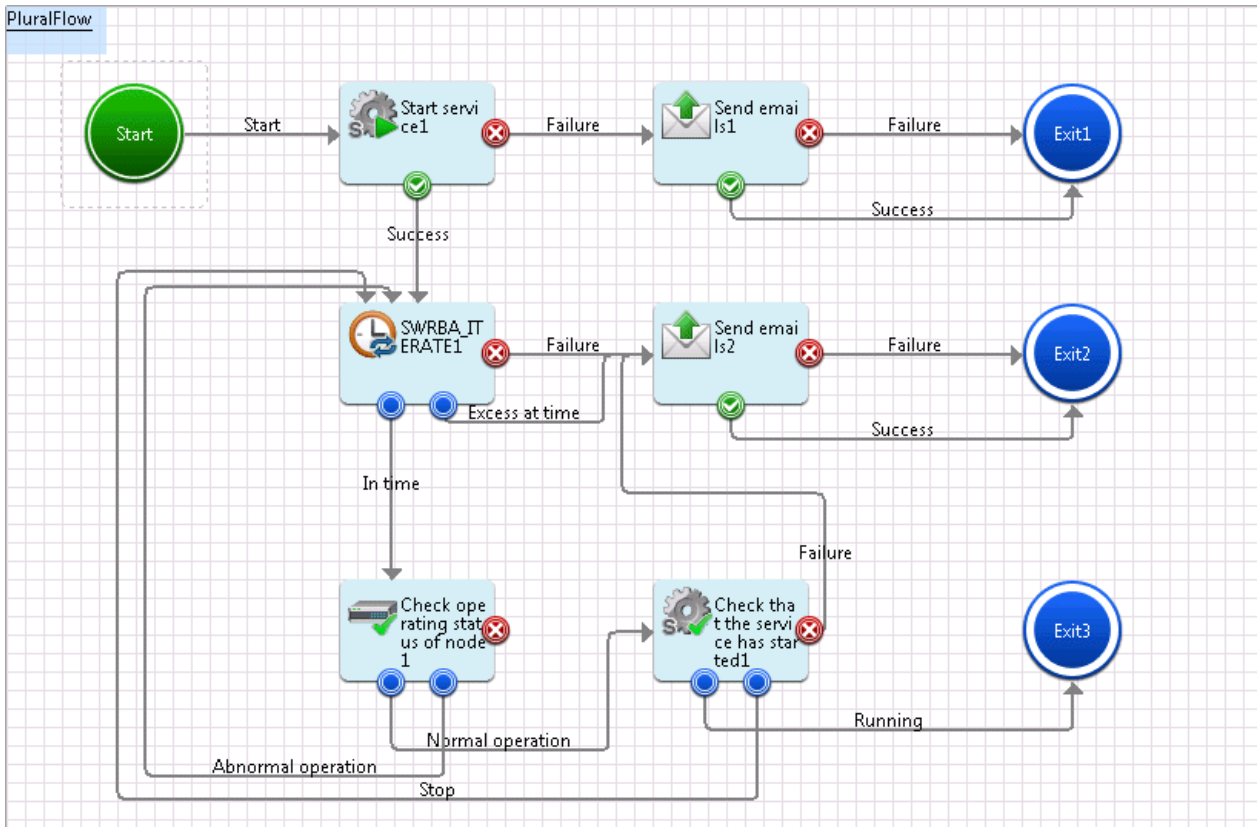 PluralFlow
Start
Start
Start servi
ce1
Failure
Send emai
ls1
Failure
Exit1
Success
Success
SWRBA_IT
ERATE1
Failure
Send emai
ls2
Failure
Exit2
Excess at time
Success
In time
Failure
Check ope
rating stat
us of node
1
Check tha
t the servi
ce has star
ted1
Exit3
Running
Normal operation
Abnormal operation
Stop